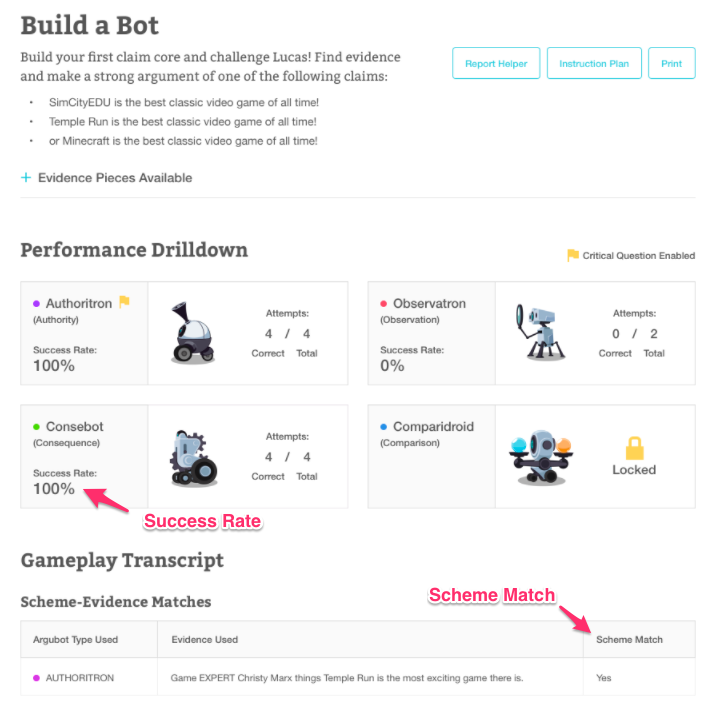 Build a Bot
Build your first claim core and challenge Lucas! Find evidence
and make a strong argument of one of the following claims:
Report Helper
Instruction Plan
Print
• SimCityEDU is the best classic video game of all time!
• Temple Run is the best classic video game of all time!
• or Minecraft is the best classic video game of all time!
+ Evidence Pieces Available
Performance Drilldown
Critical Question Enabled
Authoritron
(Authority)
Success Rate:
100%
Attempts:
4 / 4
Correct Total
Observatron
(Observation)
Success Rate:
0%
Attempts:
0 / 2
Correct Total
Consebot
(Consequence)
Success Rate:
100%
Attempts:
4 / 4
Correct Total
Comparidroid
(Comparison)
Locked
Success Rate
Gameplay Transcript
Scheme Match
Scheme-Evidence Matches
Argubot Type Used Evidence Used Scheme Match
AUTHORITRON Game EXPERT Christy Marx things Temple Run is the most exciting game there is. Yes